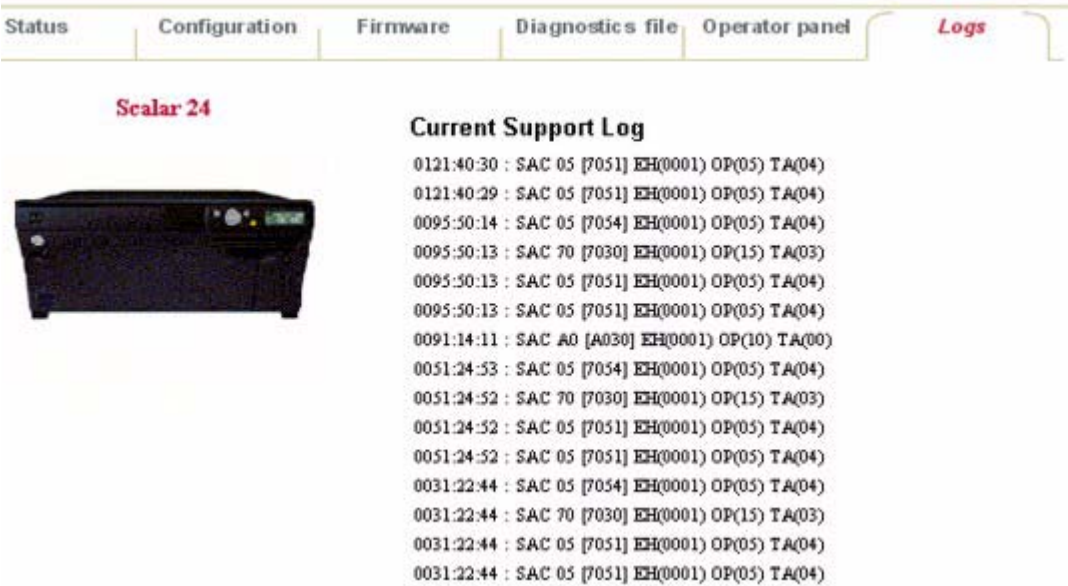 Status Configuration Firmware Diagnostics file Operator panel Logs
Scalar 24
Current Support Log
0121:40:30 : SAC 05 [7051] EH(0001) OP(05) TA(04)
0121:40:29 : SAC 05 [7051] EH(0001) OP(05) TA(04)
0095:50:14 : SAC 05 [7054] EH(0001) OP(05) TA(04)
0095:50:13 : SAC 70 [7030] EH(0001) OP(15) TA(03)
0095:50:13 : SAC 05 [7051] EH(0001) OP(05) TA(04)
0095:50:13 : SAC 05 [7051] EH(0001) OP(05) TA(04)
0091:14:11 : SAC A0 [A030] EH(0001) OP(10) TA(00)
0051:24:53 : SAC 05 [7054] EH(0001) OP(05) TA(04)
0051:24:52 : SAC 70 [7030] EH(0001) OP(15) TA(03)
0051:24:52 : SAC 05 [7051] EH(0001) OP(05) TA(04)
0051:24:52 : SAC 05 [7051] EH(0001) OP(05) TA(04)
0031:22:44 : SAC 05 [7054] EH(0001) OP(05) TA(04)
0031:22:44 : SAC 70 [7030] EH(0001) OP(15) TA(03)
0031:22:44 : SAC 05 [7051] EH(0001) OP(05) TA(04)
0031:22:44 : SAC 05 [7051] EH(0001) OP(05) TA(04)